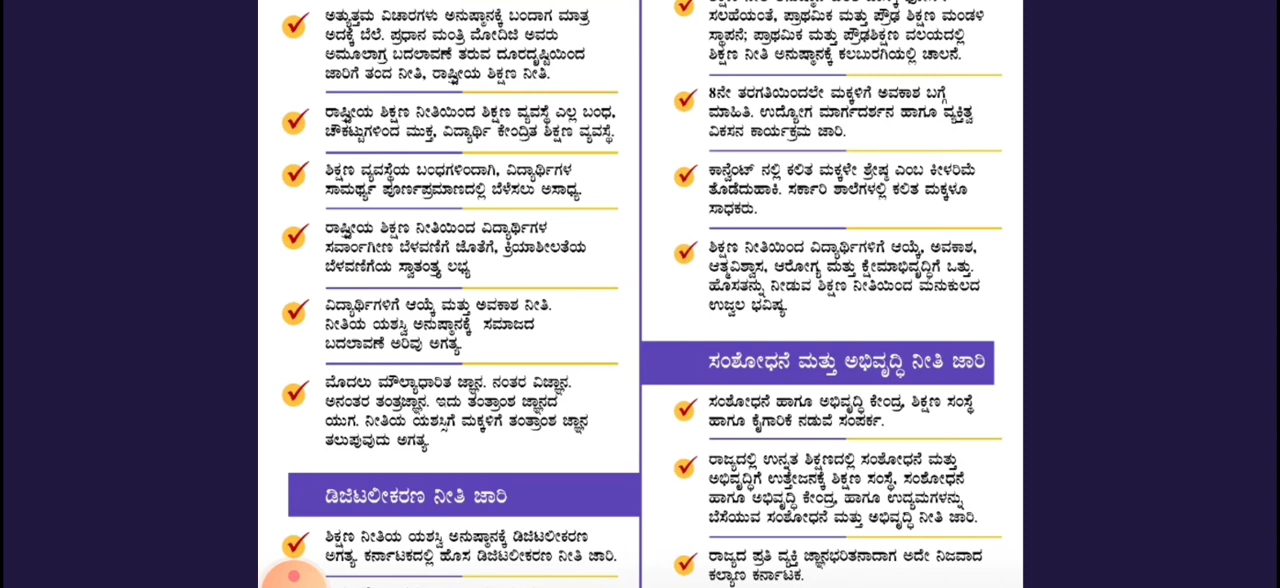 ಅತ್ಯುತ್ತಮ ವಿಚಾರಗಳು ಅನುಷ್ಠಾನಕ್ಕೆ ಬಂದಾಗ ಮಾತ್ರ
ಅದಕ್ಕೆ ಬೆಲೆ. ಪ್ರಧಾನ ಮಂತ್ರಿ ಮೋದಿಜಿ ಅವರು
ಅಮೂಲಾಗ್ರ ಬದಲಾವಣೆ ತರುವ ದೂರದೃಷ್ಟಿಯಿಂದ
ಜಾರಿಗೆ ತಂದ ನೀತಿ, ರಾಷ್ಟ್ರೀಯ ಶಿಕ್ಷಣ ನೀತಿ.
ರಾಷ್ಟ್ರೀಯ ಶಿಕ್ಷಣ ನೀತಿಯಿಂದ ಶಿಕ್ಷಣ ವ್ಯವಸ್ಥೆ ಎಲ್ಲ ಬಂಧ,
ಚೌಕಟ್ಟುಗಳಿಂದ ಮುಕ್ತ, ವಿದ್ಯಾರ್ಥಿ ಕೇಂದ್ರಿತ ಶಿಕ್ಷಣ ವ್ಯವಸ್ಥೆ.
ಶಿಕ್ಷಣ ವ್ಯವಸ್ಥೆಯ ಬಂಧಗಳಿಂದಾಗಿ, ವಿದ್ಯಾರ್ಥಿಗಳ
ಸಾಮರ್ಥ್ಯ ಪೂರ್ಣಪ್ರಮಾಣದಲ್ಲಿ ಬೆಳೆಸಲು ಅಸಾಧ್ಯ.
ರಾಷ್ಟ್ರೀಯ ಶಿಕ್ಷಣ ನೀತಿಯಿಂದ ವಿದ್ಯಾರ್ಥಿಗಳ
ಸರ್ವಾಂಗೀಣ ಬೆಳವಣಿಗೆ ಜೊತೆಗೆ, ಕ್ರಿಯಾಶೀಲತೆಯ
ಬೆಳವಣಿಗೆಯ ಸ್ವಾತಂತ್ರ್ಯ ಲಭ್ಯ
ವಿದ್ಯಾರ್ಥಿಗಳಿಗೆ ಆಯ್ಕೆ ಮತ್ತು ಅವಕಾಶ ನೀತಿ.
ನೀತಿಯ ಯಶಸ್ವಿ ಅನುಷ್ಠಾನಕ್ಕೆ ಸಮಾಜದ
ಬದಲಾವಣೆ ಅರಿವು ಅಗತ್ಯ.
ಮೊದಲು ಮೌಲ್ಯಾಧಾರಿತ ಜ್ಞಾನ. ನಂತರ ವಿಜ್ಞಾನ.
ಅನಂತರ ತಂತ್ರಜ್ಞಾನ. ಇದು ತಂತ್ರಾಂಶ ಜ್ಞಾನದ
ಯುಗ. ನೀತಿಯ ಯಶಸ್ಸಿಗೆ ಮಕ್ಕಳಿಗೆ ತಂತ್ರಾಂಶ ಜ್ಞಾನ
ತಲುಪುವುದು ಅಗತ್ಯ.
ಡಿಜಿಟಲೀಕರಣ ನೀತಿ ಜಾರಿ
ಶಿಕ್ಷಣ ನೀತಿಯ ಯಶಸ್ವಿ ಅನುಷ್ಠಾನಕ್ಕೆ ಡಿಜಿಟಲೀಕರಣ
ಅಗತ್ಯ. ಕರ್ನಾಟಕದಲ್ಲಿ ಹೊಸ ಡಿಜಿಟಲೀಕರಣ ನೀತಿ ಜಾರಿ.
ಸಲಹೆಯಂತೆ, ಪ್ರಾಥಮಿಕ ಮತ್ತು ಪ್ರೌಢ ಶಿಕ್ಷಣ ಮಂಡಳಿ
ಸ್ಥಾಪನೆ; ಪ್ರಾಥಮಿಕ ಮತ್ತು ಪ್ರೌಢಶಿಕ್ಷಣ ವಲಯದಲ್ಲಿ
ಶಿಕ್ಷಣ ನೀತಿ ಅನುಷ್ಠಾನಕ್ಕೆ ಕಲಬುರಗಿಯಲ್ಲಿ ಚಾಲನೆ.
8ನೇ ತರಗತಿಯಿಂದಲೇ ಮಕ್ಕಳಿಗೆ ಅವಕಾಶ ಬಗ್ಗೆ
ಮಾಹಿತಿ. ಉದ್ಯೋಗ ಮಾರ್ಗದರ್ಶನ ಹಾಗೂ ವ್ಯಕ್ತಿತ್ವ
ವಿಕಸನ ಕಾರ್ಯಕ್ರಮ ಜಾರಿ.
ಕಾನ್ವೆಂಟ್ ನಲ್ಲಿ ಕಲಿತ ಮಕ್ಕಳೇ ಶ್ರೇಷ್ಠ ಎಂಬ ಕೀಳರಿಮೆ
ತೊಡೆದುಹಾಕಿ. ಸರ್ಕಾರಿ ಶಾಲೆಗಳಲ್ಲಿ ಕಲಿತ ಮಕ್ಕಳೂ
ಸಾಧಕರು.
ಶಿಕ್ಷಣ ನೀತಿಯಿಂದ ವಿದ್ಯಾರ್ಥಿಗಳಿಗೆ ಆಯ್ಕೆ, ಅವಕಾಶ,
ಆತ್ಮವಿಶ್ವಾಸ, ಆರೋಗ್ಯ ಮತ್ತು ಕ್ಷೇಮಾಭಿವೃದ್ಧಿಗೆ ಒತ್ತು.
ಹೊಸತನ್ನು ನೀಡುವ ಶಿಕ್ಷಣ ನೀತಿಯಿಂದ ಮನುಕುಲದ
ಉಜ್ವಲ ಭವಿಷ್ಯ.
ಸಂಶೋಧನೆ ಮತ್ತು ಅಭಿವೃದ್ಧಿ ನೀತಿ ಜಾರಿ
ಸಂಶೋಧನೆ ಹಾಗೂ ಅಭಿವೃದ್ಧಿ ಕೇಂದ್ರ, ಶಿಕ್ಷಣ ಸಂಸ್ಥೆ
ಹಾಗೂ ಕೈಗಾರಿಕೆ ನಡುವೆ ಸಂಪರ್ಕ.
ರಾಜ್ಯದಲ್ಲಿ ಉನ್ನತ ಶಿಕ್ಷಣದಲ್ಲಿ ಸಂಶೋಧನೆ ಮತ್ತು
ಅಭಿವೃದ್ಧಿಗೆ ಉತ್ತೇಜನಕ್ಕೆ ಶಿಕ್ಷಣ ಸಂಸ್ಥೆ, ಸಂಶೋಧನೆ
ಹಾಗೂ ಅಭಿವೃದ್ಧಿ ಕೇಂದ್ರ, ಹಾಗೂ ಉದ್ಯಮಗಳನ್ನು
ಬೆಸೆಯುವ ಸಂಶೋಧನೆ ಮತ್ತು ಅಭಿವೃದ್ಧಿ ನೀತಿ ಜಾರಿ.
ರಾಜ್ಯದ ಪ್ರತಿ ವ್ಯಕ್ತಿ ಜ್ಞಾನಭರಿತನಾದಾಗ ಅದೇ ನಿಜವಾದ
ಕಲ್ಯಾಣ ಕರ್ನಾಟಕ.